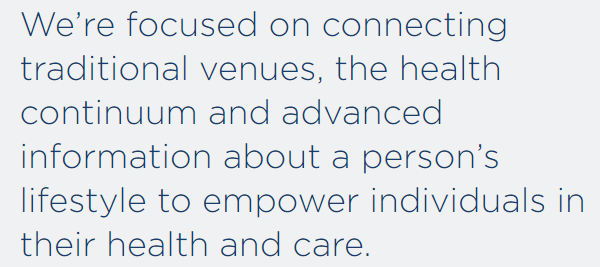 We’re focused on connecting
traditional venues, the health
continuum and advanced
information about a person’s
lifestyle to empower individuals in
their health and care.